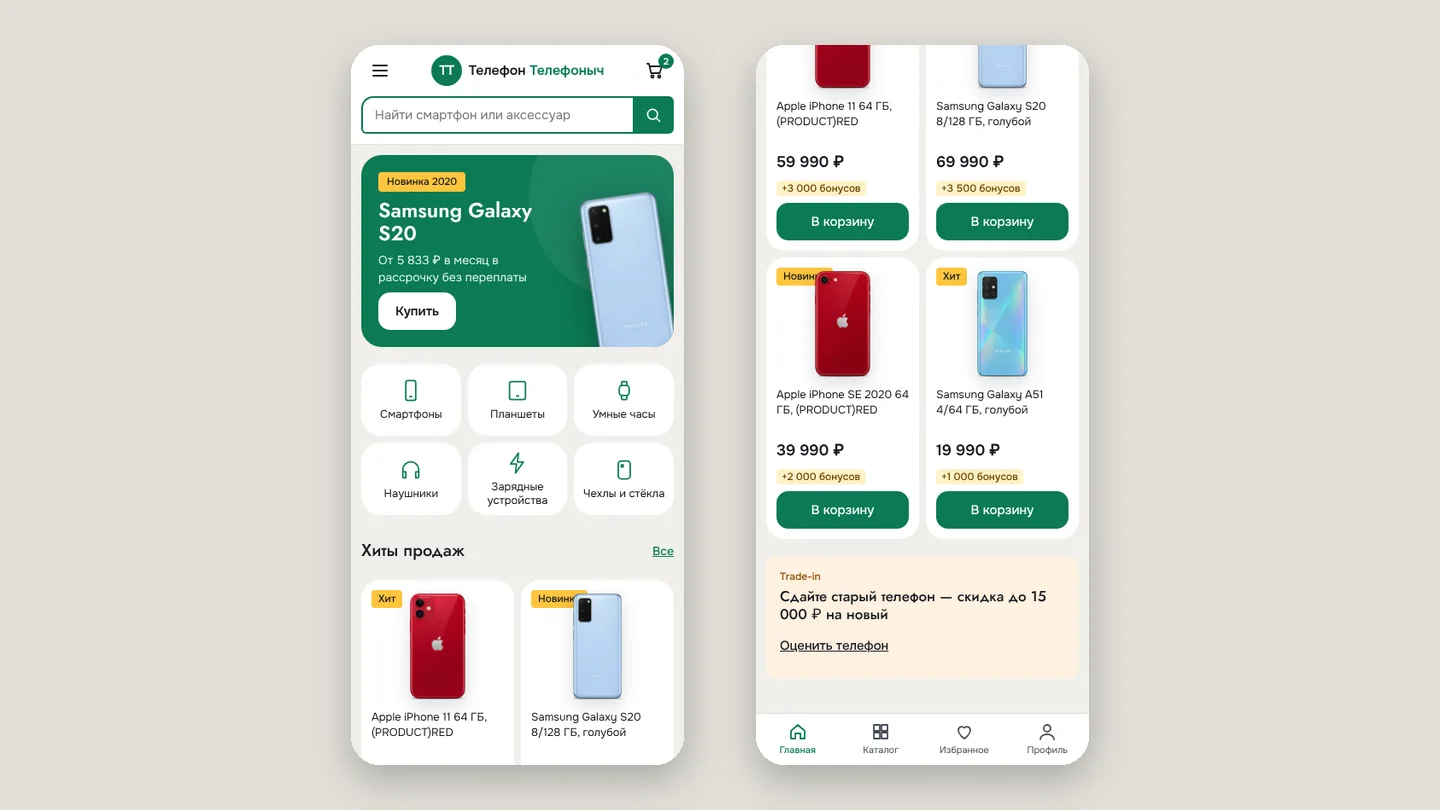 TT
Телефон Телефоныч
2
Найти смартфон или аксессуар
Новинка 2020
Samsung Galaxy
S20
От 5 833 ₽ в месяц в
рассрочку без переплаты
Купить
Смартфоны
Планшеты
Умные часы
Наушники
Зарядные
устройства
Чехлы и стёкла
Хиты продаж
Все
Хит
Apple iPhone 11 64 ГБ,
(PRODUCT)RED
Новинк
Samsung Galaxy S20
8/128 ГБ, голубой
Apple iPhone 11 64 ГБ,
(PRODUCT)RED
59 990 ₽
+3 000 бонусов
В корзину
Samsung Galaxy S20
8/128 ГБ, голубой
69 990 ₽
+3 500 бонусов
В корзину
Новин
Apple iPhone SE 2020 64
ГБ, (PRODUCT)RED
39 990 ₽
+2 000 бонусов
В корзину
Хит
Samsung Galaxy A51
4/64 ГБ, голубой
19 990 ₽
+1 000 бонусов
В корзину
Trade-in
Сдайте старый телефон — скидка до 15
000 ₽ на новый
Оценить телефон
Главная
Каталог
Избранное
Профиль